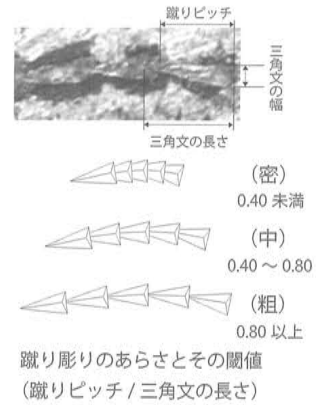 蹴りピッチ
三角文の幅
三角文の長さ
（密）
0.40 未満
（中）
0.40 ～ 0.80
（粗）
0.80 以上
蹴り彫りのあらさとその閾値
（蹴りピッチ / 三角文の長さ）